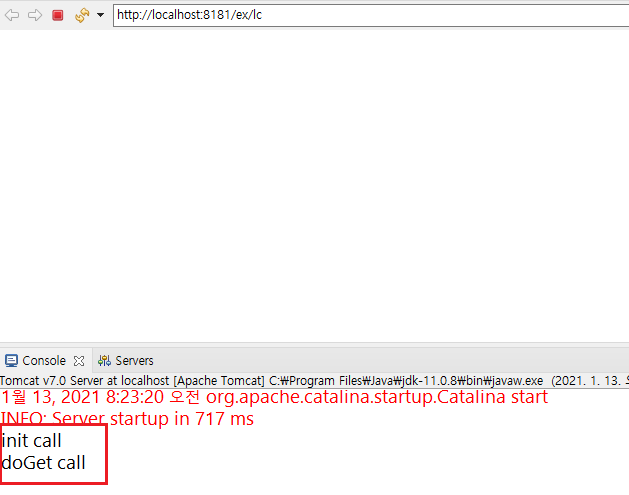 http://localhost:8181/ex/lc
Console
Servers
Tomcat v7.0 Server at localhost [Apache Tomcat] C:₩Program Files₩Java₩jdk-11.0.8₩bin₩javaw.exe (2021. 1. 13.
1월 13, 2021 8:23:20 오전 org.apache.catalina.startup.Catalina start
INFO: Server startup in 717 ms
init call
doGet call